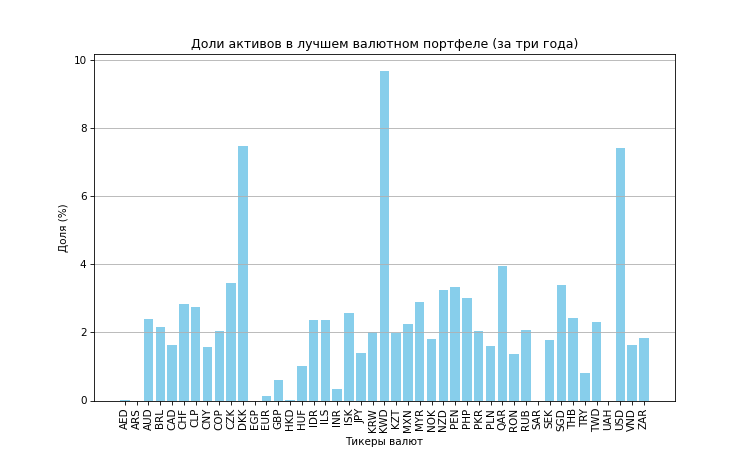 Доли активов в лучшем валютном портфеле (за три года)
Доля (%)
10
8
6
4
2
0
AED ARS AUD BRL CAD CHF CLP CNY COP CZK DKK EGP EUR GBP HKD HUF IDR ILS INR ISK JPY KRW KWD KZT MXN MYR NOK NZD PEN PHP PKR PLN QAR RON RUB SAR SEK SGD THB TRY TWD UAH USD VND ZAR
Тикеры валют